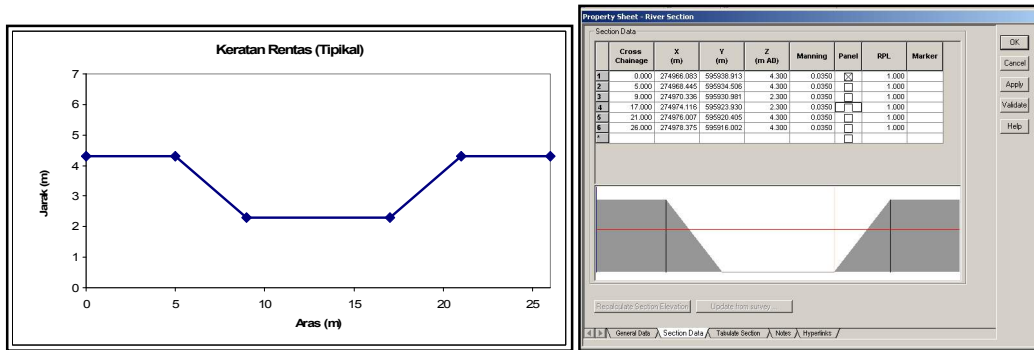 Keratan Rentas (Tipikal)
7
6
5
4
3
2
1
0
Jarak (m)
0 5 10 15 20 25
Aras (m)
Property Sheet - River Section
Section Data
Cross Chainage X (m) Y (m) Z (m AB) Manning Panel RPL Marker
1 0.000 274966.083 595938.913 4.300 0.0350 1.000
2 5.000 274968.445 595934.506 4.300 0.0350 1.000
3 9.000 274970.336 595930.981 2.300 0.0350 1.000
4 17.000 274974.116 595923.930 2.300 0.0350 1.000
5 21.000 274976.007 595920.405 4.300 0.0350 1.000
6 26.000 274978.375 595916.002 4.300 0.0350 1.000
*
OK
Cancel
Apply
Validate
Help
Recalculate Section Elevation Update from survey ...
General Data Section Data Tabulate Section Notes Hyperlinks